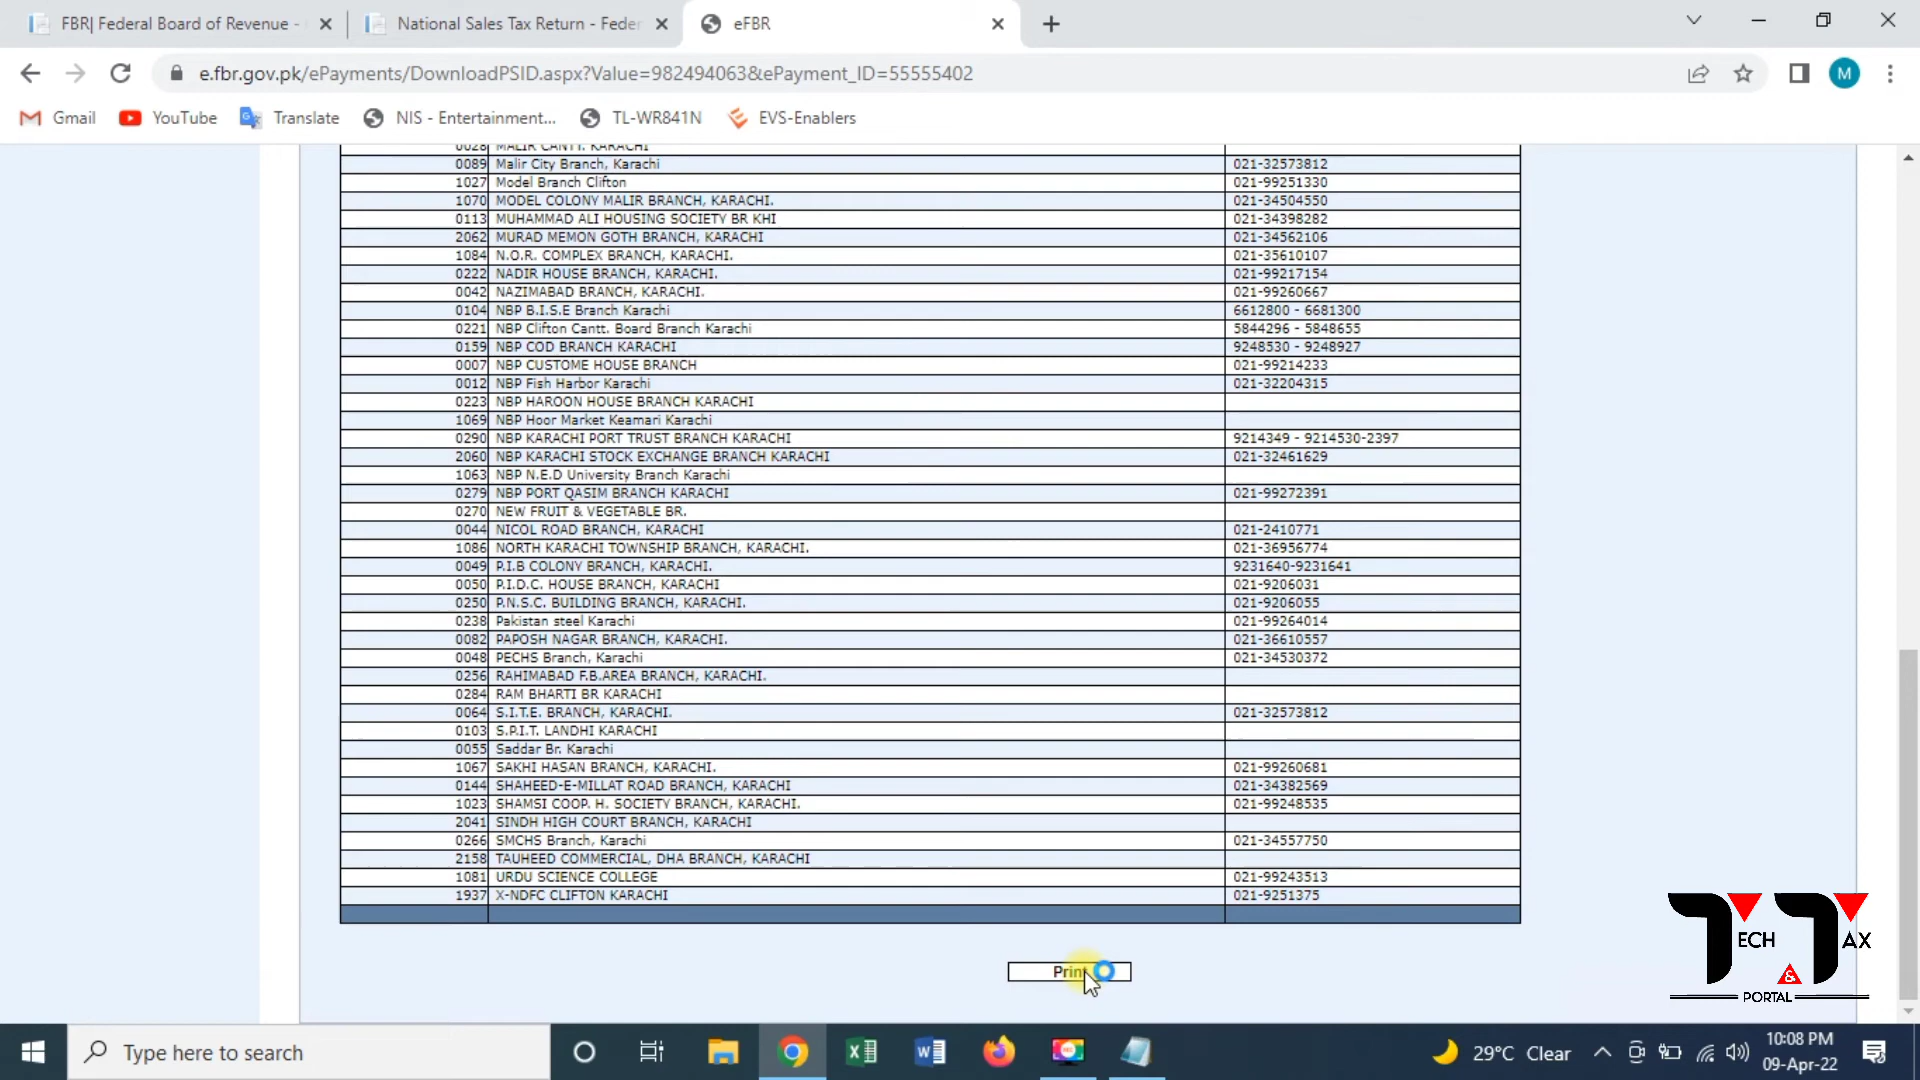 FBR| Federal Board of Revenue -
National Sales Tax Return - Feder
eFBR
e.fbr.gov.pk/ePayments/DownloadPSID.aspx?Value=982494063&ePayment_ID=55555402
M
Gmail
YouTube
Translate
NIS - Entertainment...
TL-WR841N
EVS-Enablers
0028 MALIR CANTT. KARACHI
0089 Malir City Branch, Karachi 021-32573812
1027 Model Branch Clifton 021-99251330
1070 MODEL COLONY MALIR BRANCH, KARACHI. 021-34504550
0113 MUHAMMAD ALI HOUSING SOCIETY BR KHI 021-34398282
2062 MURAD MEMON GOTH BRANCH, KARACHI 021-34562106
1084 N.O.R. COMPLEX BRANCH, KARACHI. 021-35610107
0222 NADIR HOUSE BRANCH, KARACHI. 021-99217154
0042 NAZIMABAD BRANCH, KARACHI. 021-99260667
0104 NBP B.I.S.E Branch Karachi 6612800 - 6681300
0221 NBP Clifton Cantt. Board Branch Karachi 5844296 - 5848655
0159 NBP COD BRANCH KARACHI 9248530 - 9248927
0007 NBP CUSTOME HOUSE BRANCH 021-99214233
0012 NBP Fish Harbor Karachi 021-32204315
0223 NBP HAROON HOUSE BRANCH KARACHI
1069 NBP Hoor Market Keamari Karachi
0290 NBP KARACHI PORT TRUST BRANCH KARACHI 9214349 - 9214530-2397
2060 NBP KARACHI STOCK EXCHANGE BRANCH KARACHI 021-32461629
1063 NBP N.E.D University Branch Karachi
0279 NBP PORT QASIM BRANCH KARACHI 021-99272391
0270 NEW FRUIT & VEGETABLE BR.
0044 NICOL ROAD BRANCH, KARACHI 021-2410771
1086 NORTH KARACHI TOWNSHIP BRANCH, KARACHI. 021-36956774
0049 P.I.B COLONY BRANCH, KARACHI. 9231640-9231641
0050 P.I.D.C. HOUSE BRANCH, KARACHI 021-9206031
0250 P.N.S.C. BUILDING BRANCH, KARACHI. 021-9206055
0238 Pakistan steel Karachi 021-99264014
0082 PAPOSH NAGAR BRANCH, KARACHI. 021-36610557
0048 PECHS Branch, Karachi 021-34530372
0256 RAHIMABAD F.B.AREA BRANCH, KARACHI.
0284 RAM BHARTI BR KARACHI
0064 S.I.T.E. BRANCH, KARACHI. 021-32573812
0103 S.P.I.T. LANDHI KARACHI
0055 Saddar Br. Karachi
1067 SAKHI HASAN BRANCH, KARACHI. 021-99260681
0144 SHAHEED-E-MILLAT ROAD BRANCH, KARACHI 021-34382569
1023 SHAMSI COOP. H. SOCIETY BRANCH, KARACHI. 021-99248535
2041 SINDH HIGH COURT BRANCH, KARACHI
0266 SMCHS Branch, Karachi 021-34557750
2158 TAUHEED COMMERCIAL, DHA BRANCH, KARACHI
1081 URDU SCIENCE COLLEGE 021-99243513
1937 X-NDFC CLIFTON KARACHI 021-9251375
Print
TECH & TAX
PORTAL
Type here to search
29°C Clear
10:08 PM
09-Apr-22